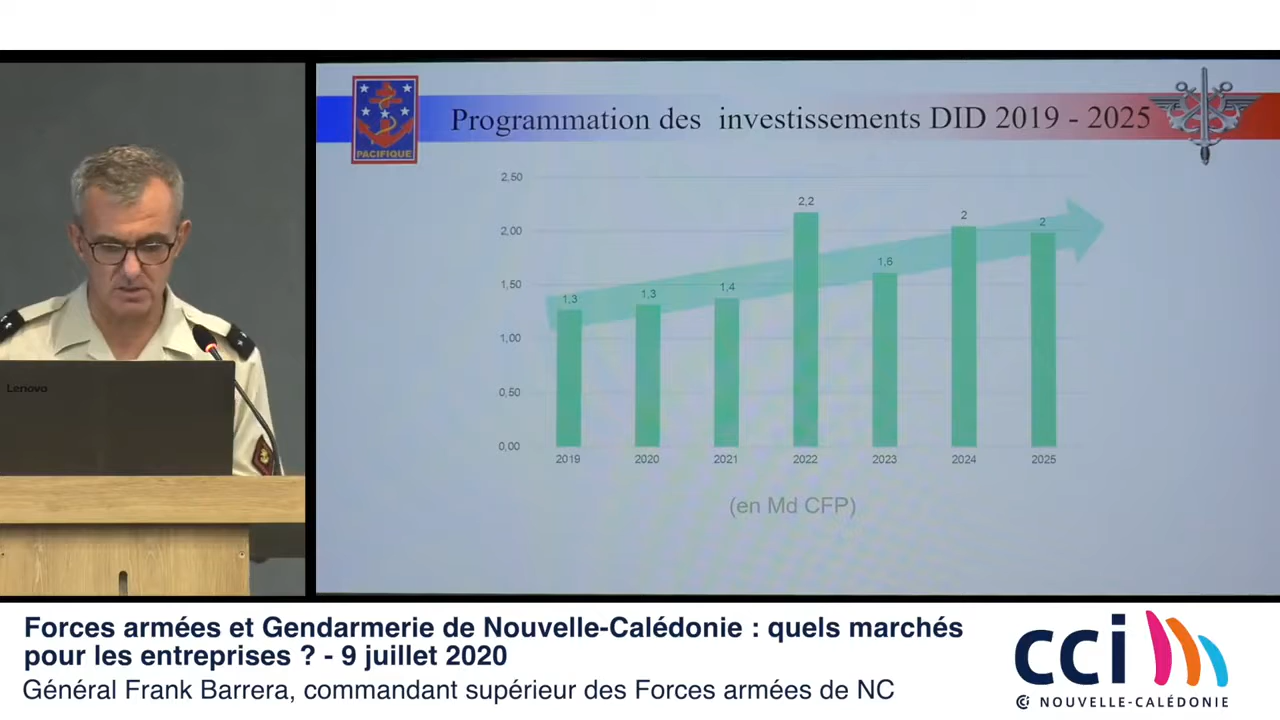 PACIFIQUE
Programmation des investissements DID 2019 - 2025
2,50
2,00
1,50
1,00
0,50
0,00
1,3
1,3
1,4
2,2
1,6
2
2
2019
2020
2021
2022
2023
2024
2025
(en Md CFP)
Lenovo
Forces armées et Gendarmerie de Nouvelle-Calédonie : quels marchés
pour les entreprises ? - 9 juillet 2020
Général Frank Barrera, commandant supérieur des Forces armées de NC
cci
NOUVELLE-CALÉDONIE